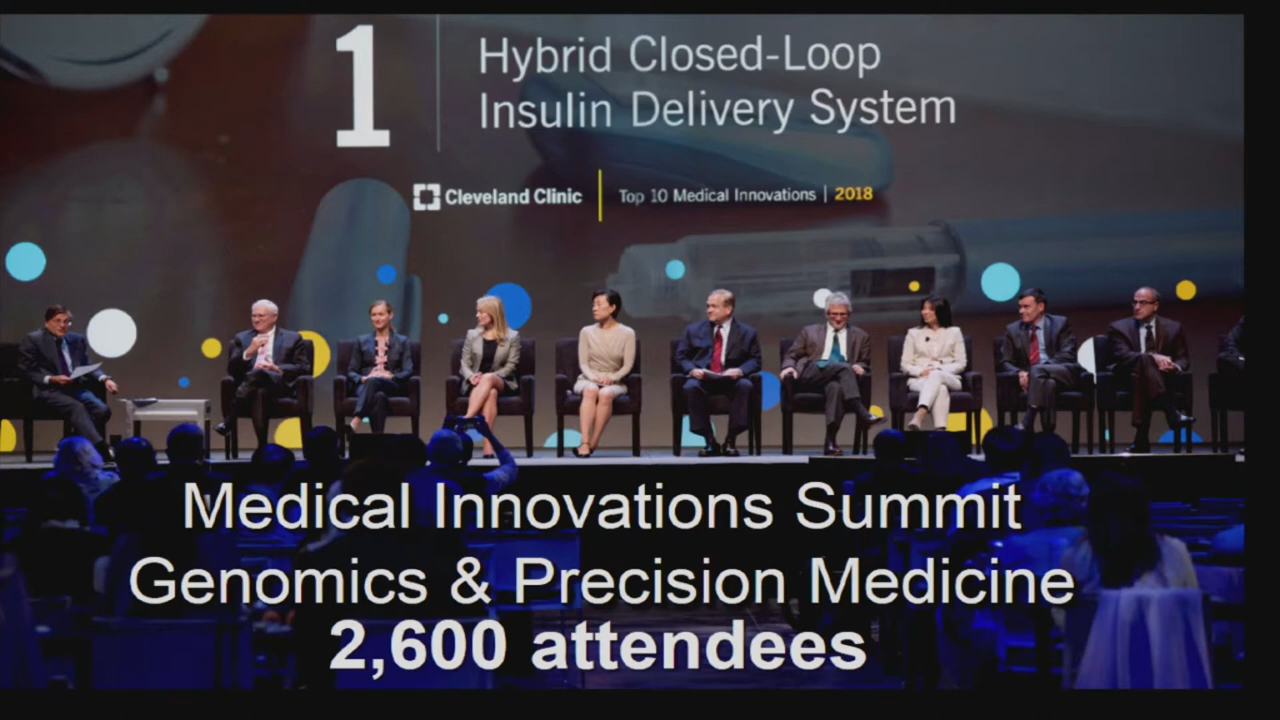 1
Hybrid Closed-Loop
Insulin Delivery System
Cleveland Clinic
Top 10 Medical Innovations | 2018
Medical Innovations Summit
Genomics & Precision Medicine
2,600 attendees